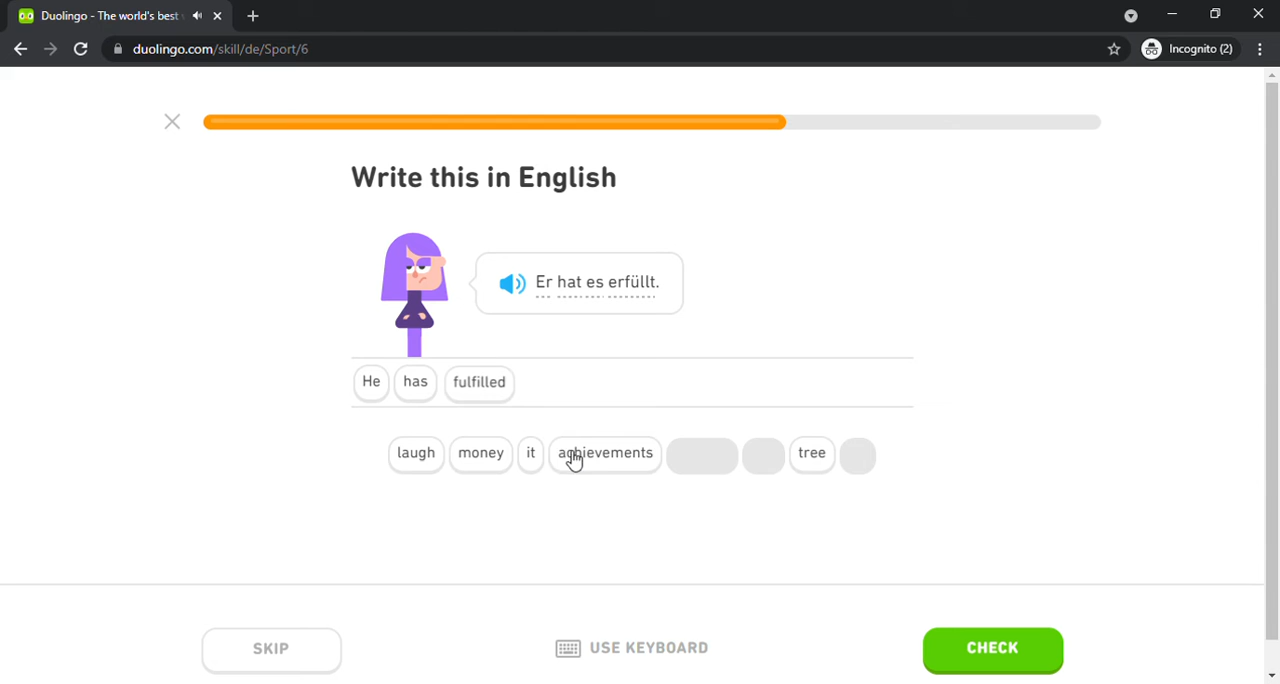 Duolingo - The world's best
duolingo.com/skill/de/Sport/6
Incognito (2)
Write this in English
Er hat es erfüllt.
He has fulfilled
laugh money it achievements tree
SKIP
USE KEYBOARD
CHECK